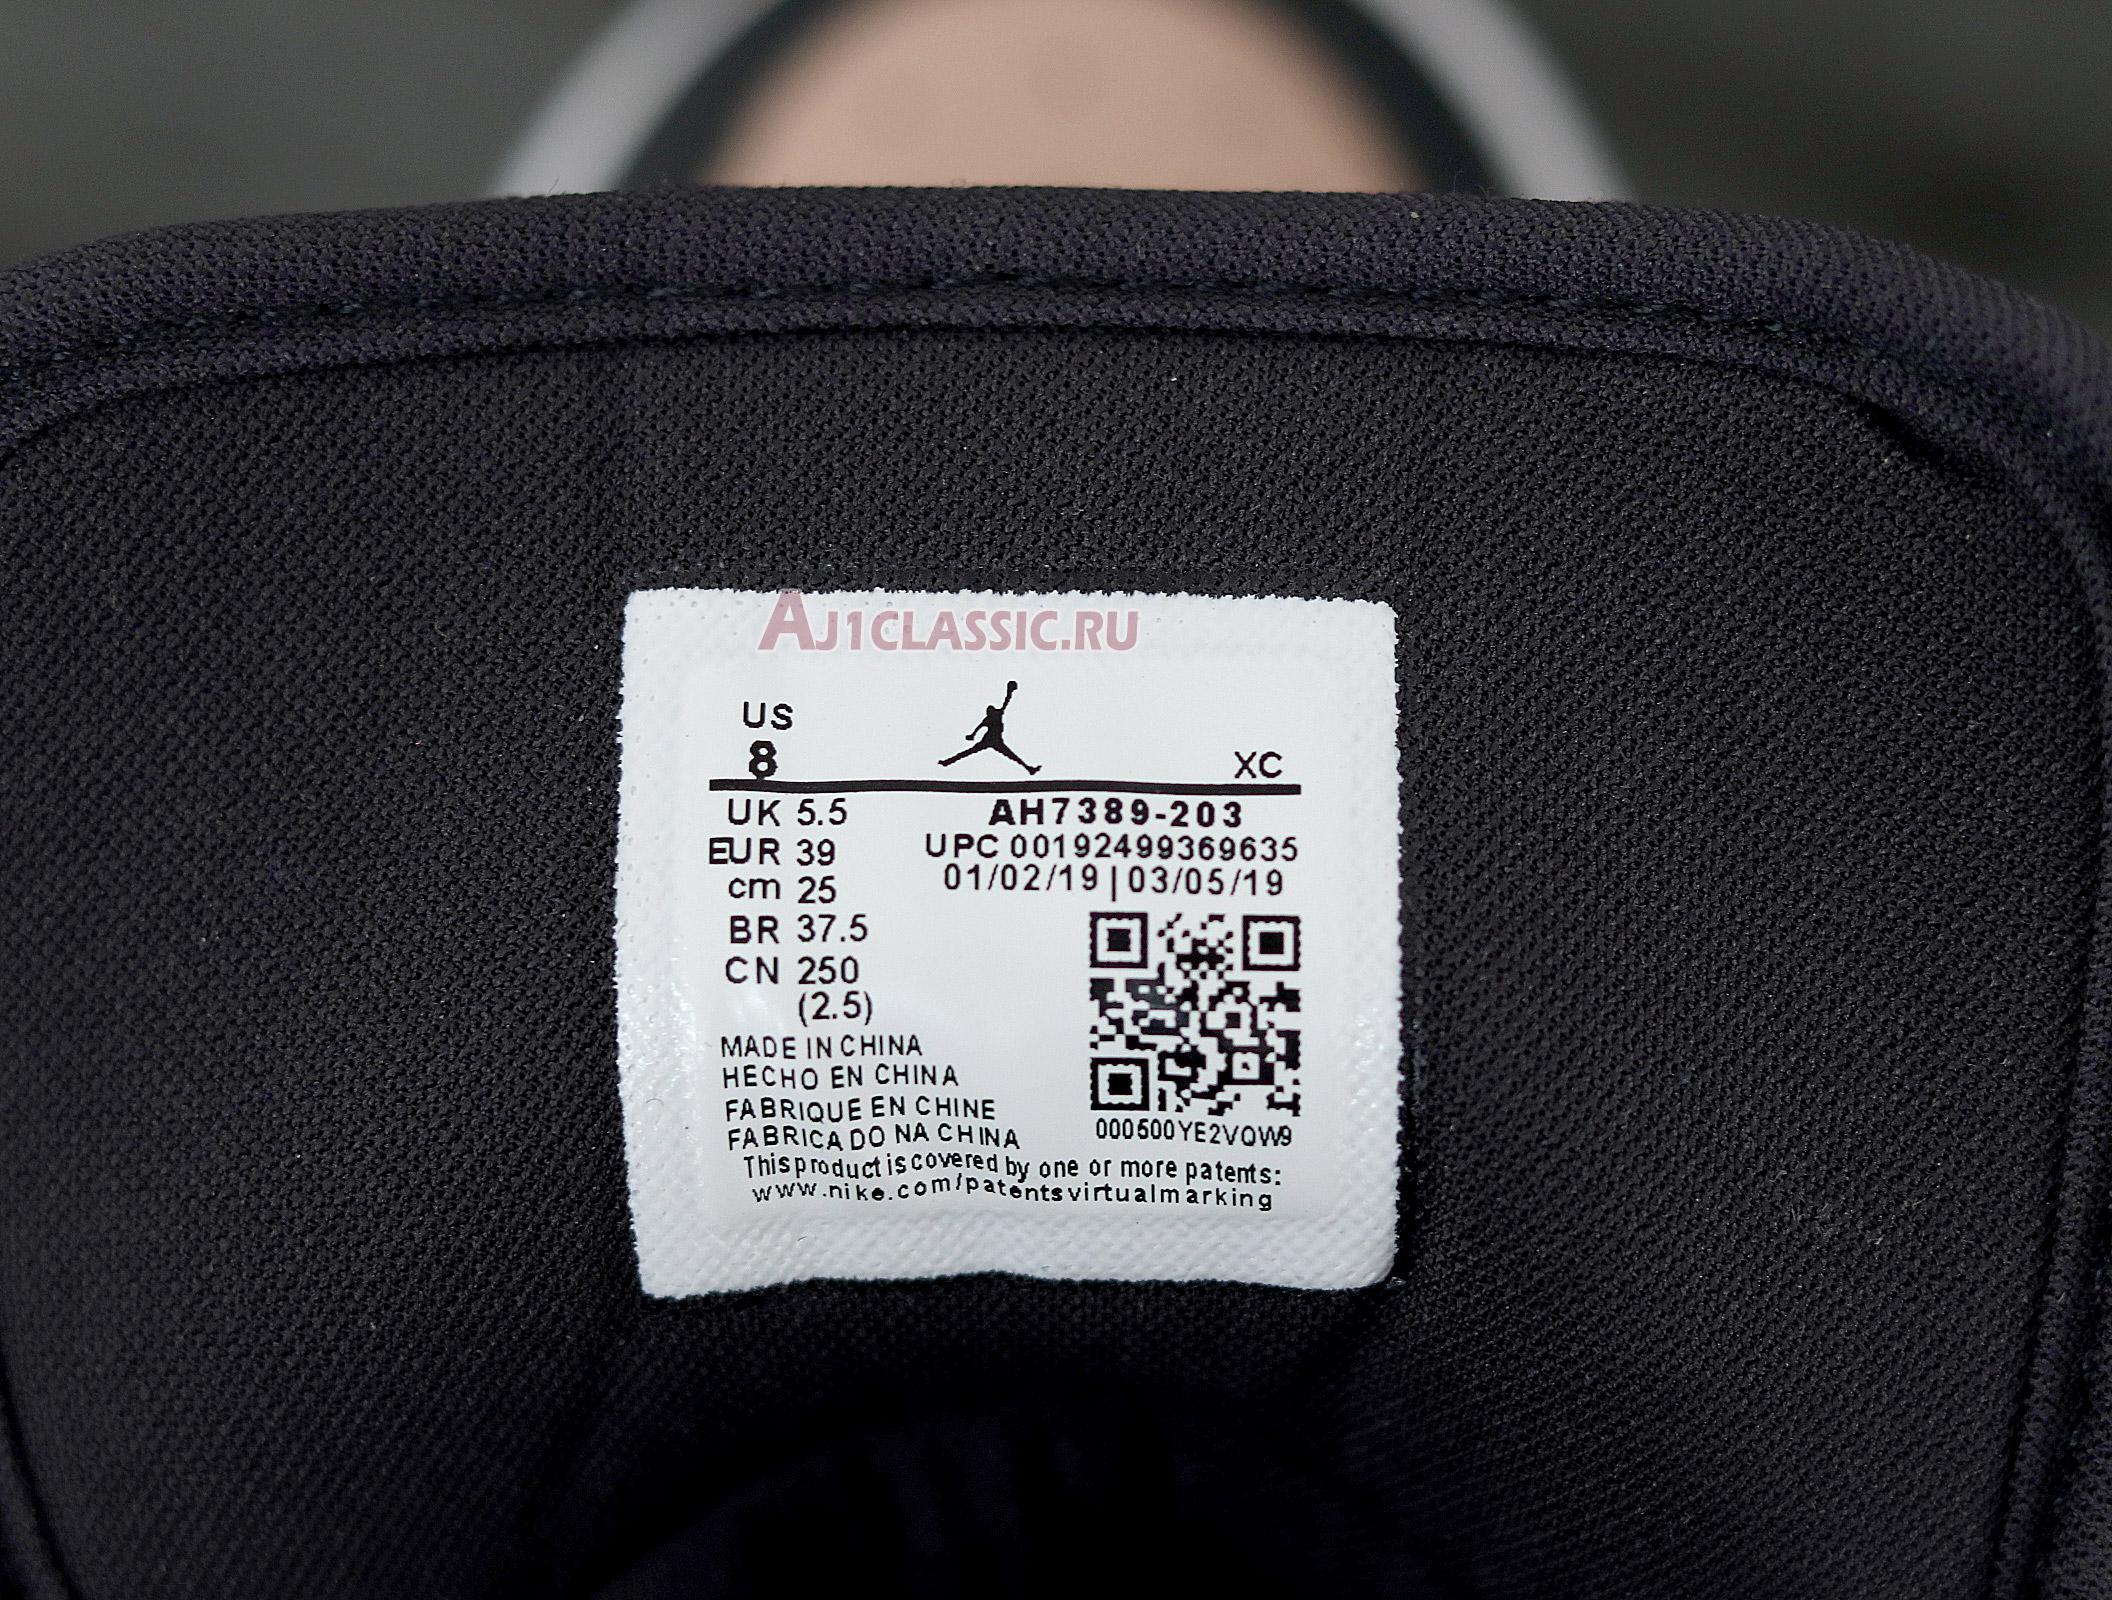 AJ1CLASSIC.RU
US
8
XC
UK 5.5
EUR 39
cm 25
BR 37.5
CN 250
(2.5)
AH7389-203
UPC 00192499369635
01/02/19 | 03/05/19
000500YE2VQW9
MADE IN CHINA
HECHO EN CHINA
FABRIQUE EN CHINE
FABRICADO NA CHINA
This product is covered by one or more patents:
www.nike.com/patentsvirtualmarking